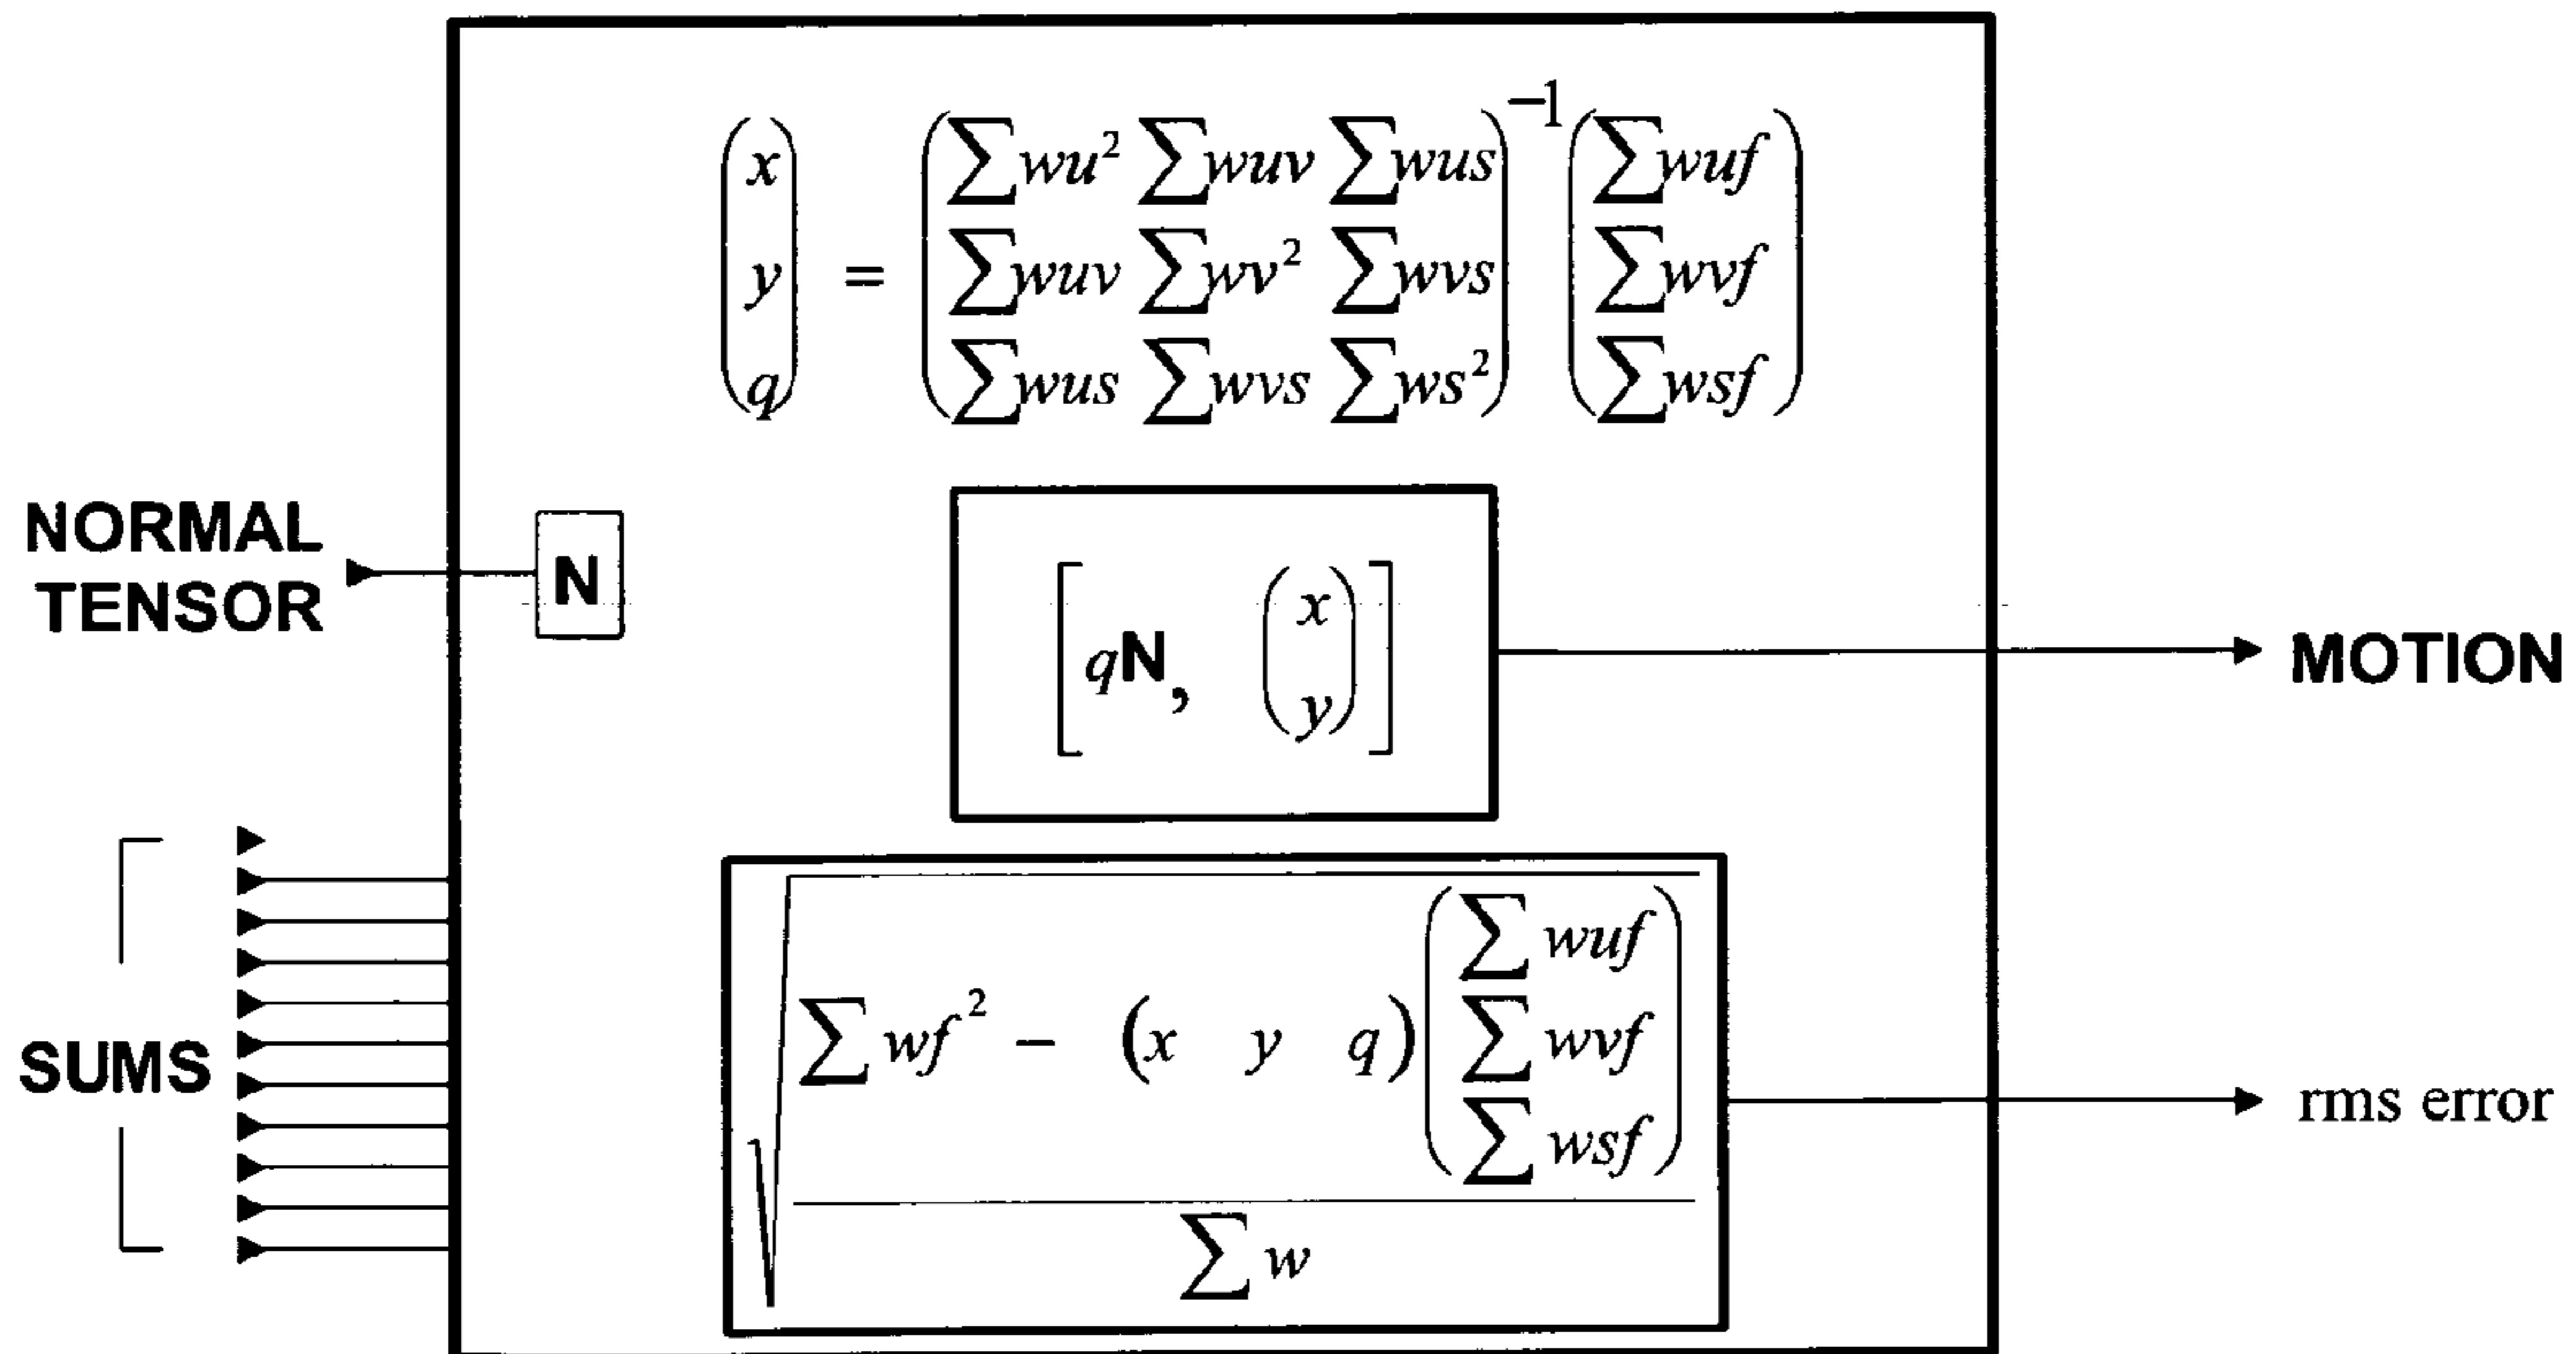 (x y q) = (∑wu² ∑wuv ∑wus
∑wuv ∑wv² ∑wvs
∑wus ∑wvs ∑ws²)⁻¹ (∑wuf
∑wvf
∑wsf)
NORMAL
TENSOR
N
[qN, (x y)]
MOTION
SUMS
√ ∑wf² - (x y q) (∑wuf
∑wvf
∑wsf)
∑w
rms error